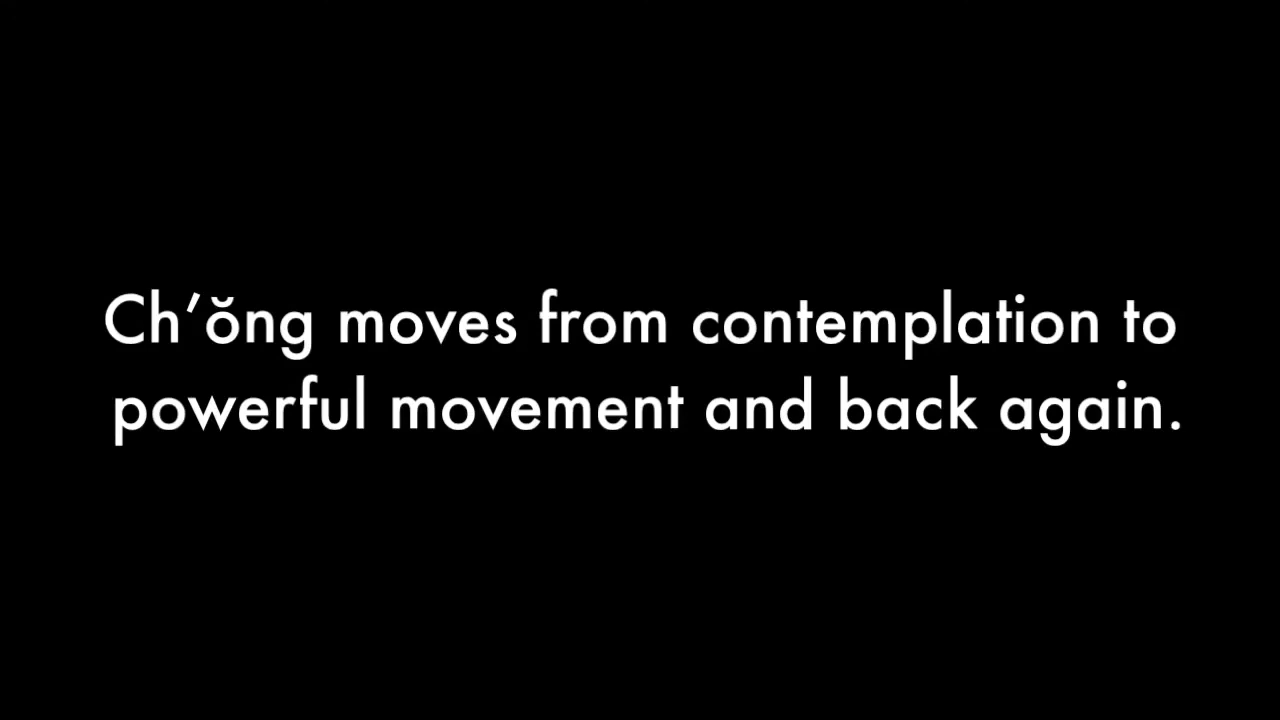 Ch’ŏng moves from contemplation to
powerful movement and back again.